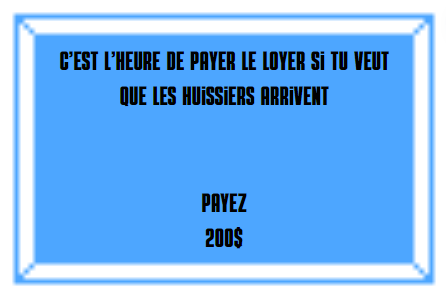 C'EST L'HEURE DE PAYER LE LOYER Si TU VEUT
QUE LES HUiSSiERS ARRiVENT
PAYEZ
200$